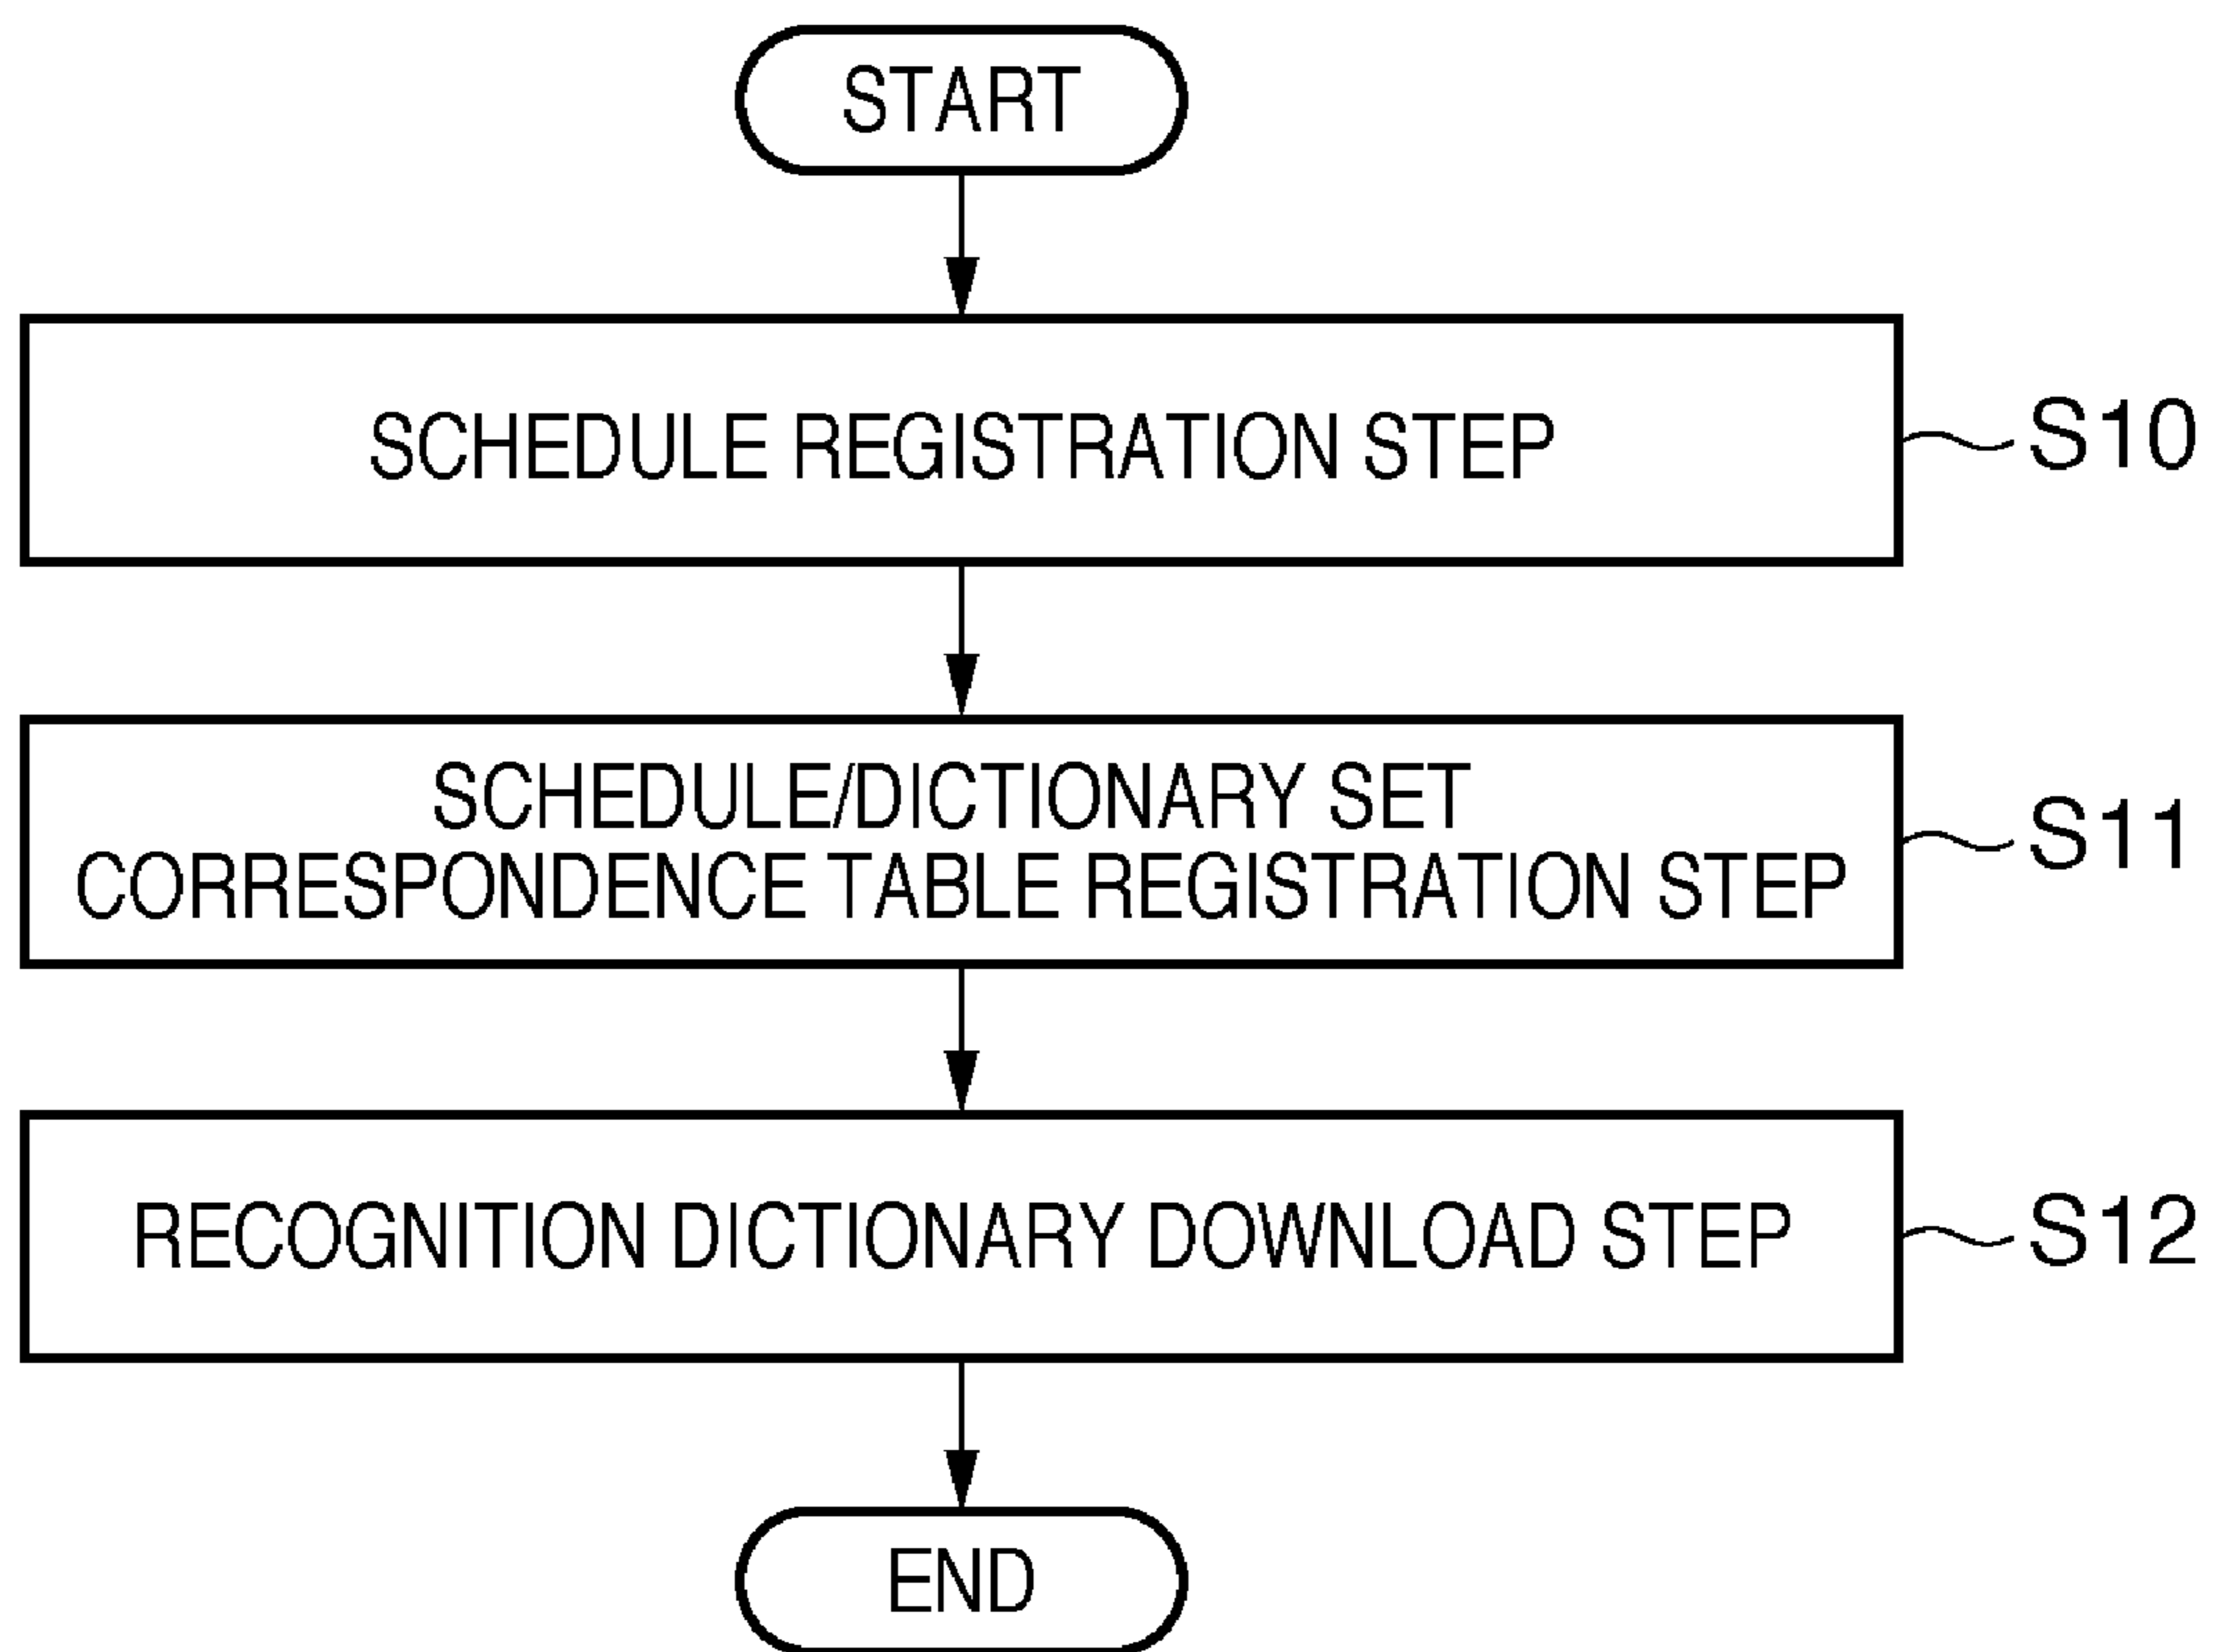 START
SCHEDULE REGISTRATION STEP
S10
SCHEDULE/DICTIONARY SET
CORRESPONDENCE TABLE REGISTRATION STEP
S11
RECOGNITION DICTIONARY DOWNLOAD STEP
S12
END